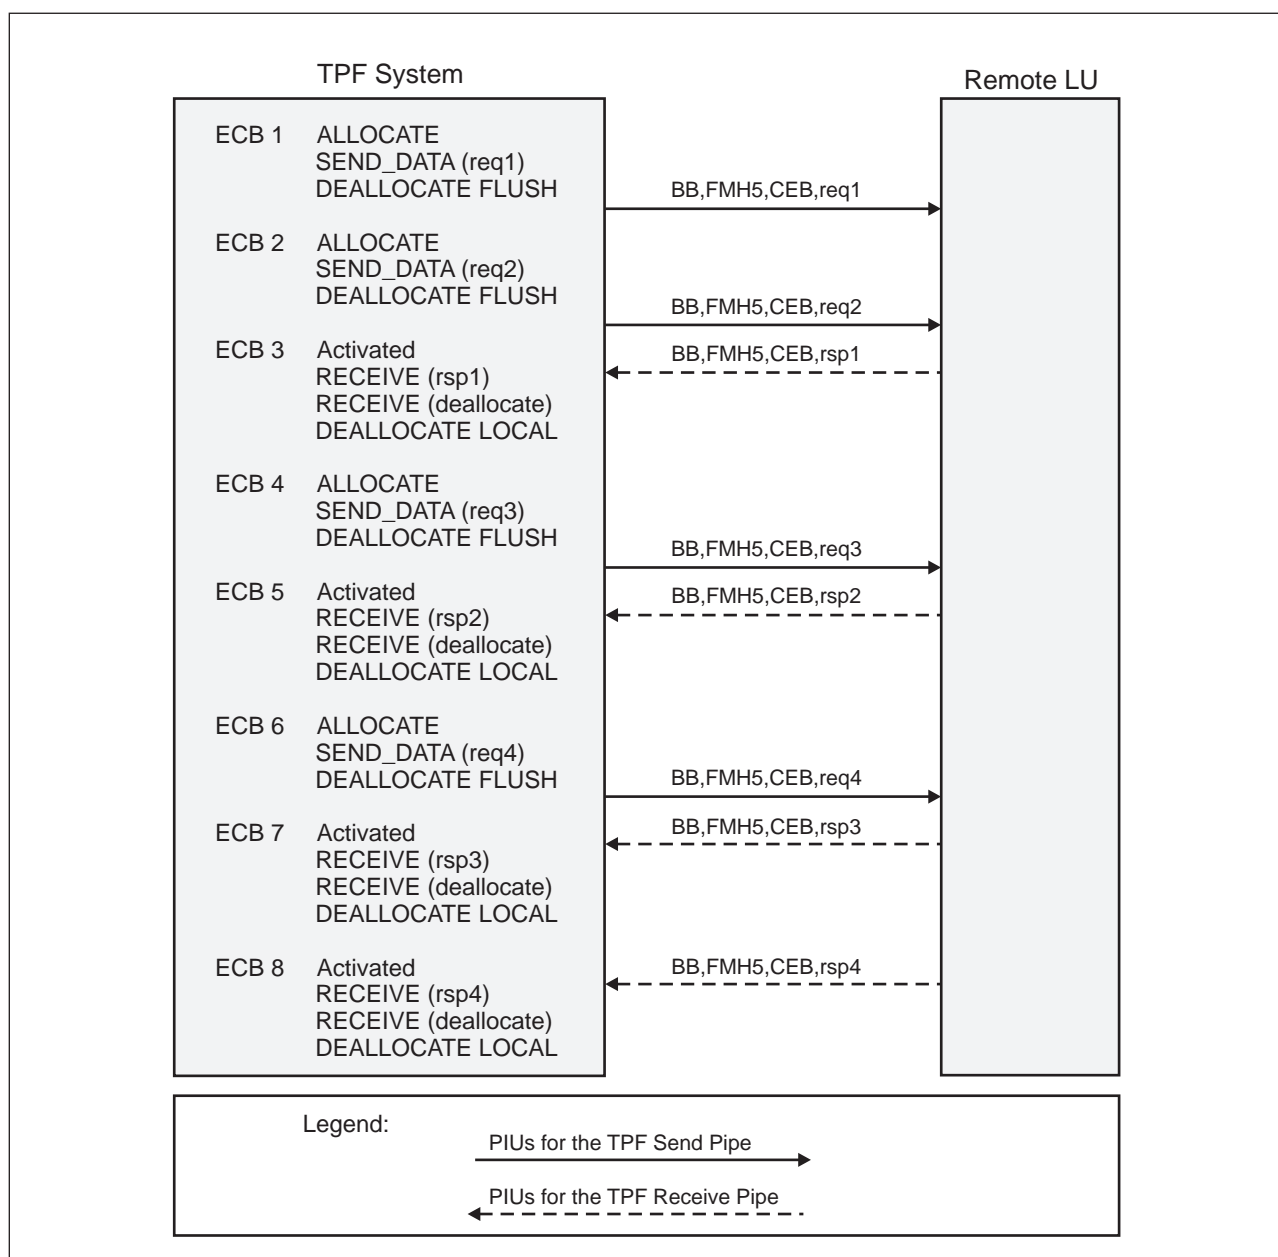 TPF System
Remote LU
ECB 1 ALLOCATE
SEND_DATA (req1)
DEALLOCATE FLUSH
BB,FMH5,CEB,req1
ECB 2 ALLOCATE
SEND_DATA (req2)
DEALLOCATE FLUSH
BB,FMH5,CEB,req2
ECB 3 Activated
BB,FMH5,CEB,rsp1
RECEIVE (rsp1)
RECEIVE (deallocate)
DEALLOCATE LOCAL
ECB 4 ALLOCATE
SEND_DATA (req3)
DEALLOCATE FLUSH
BB,FMH5,CEB,req3
ECB 5 Activated
BB,FMH5,CEB,rsp2
RECEIVE (rsp2)
RECEIVE (deallocate)
DEALLOCATE LOCAL
ECB 6 ALLOCATE
SEND_DATA (req4)
DEALLOCATE FLUSH
BB,FMH5,CEB,req4
ECB 7 Activated
BB,FMH5,CEB,rsp3
RECEIVE (rsp3)
RECEIVE (deallocate)
DEALLOCATE LOCAL
ECB 8 Activated
BB,FMH5,CEB,rsp4
RECEIVE (rsp4)
RECEIVE (deallocate)
DEALLOCATE LOCAL
Legend:
PIUs for the TPF Send Pipe
PIUs for the TPF Receive Pipe